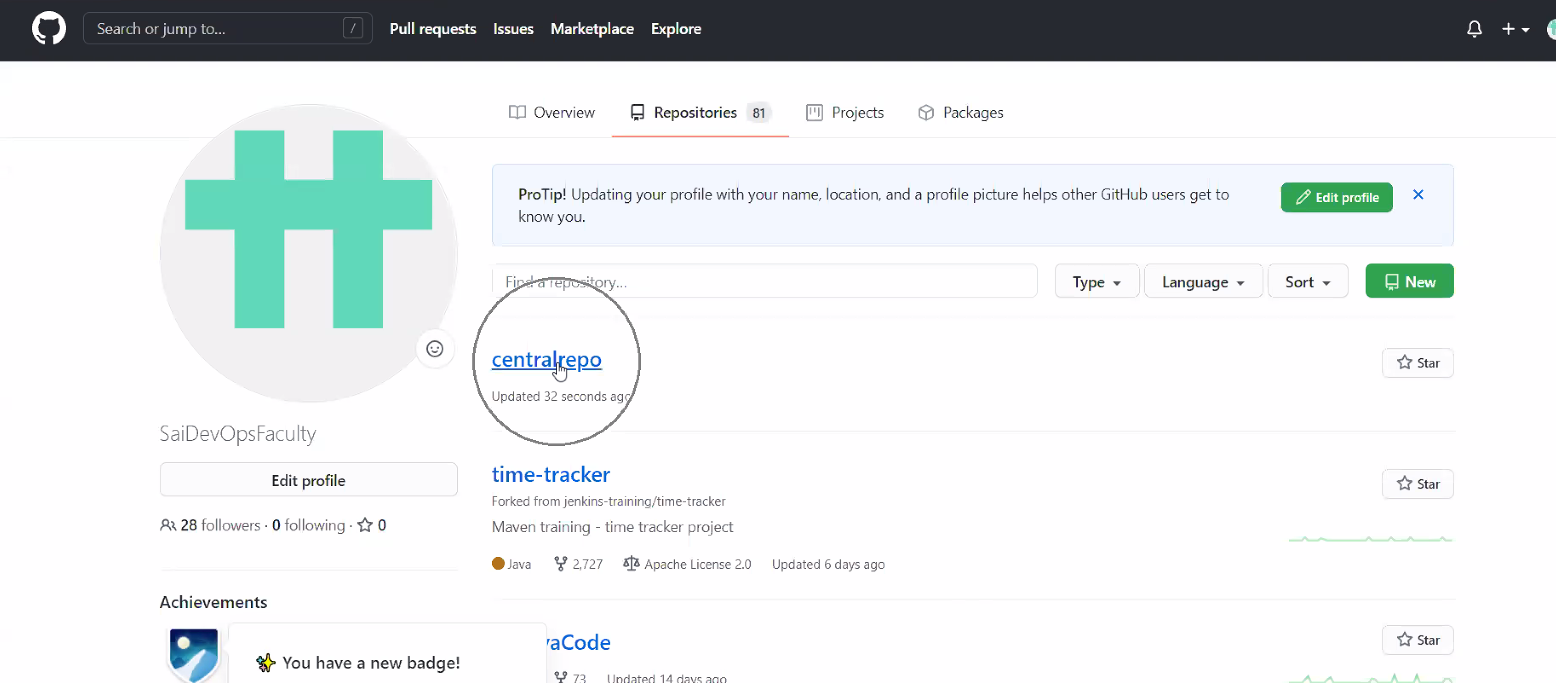 Search or jump to... /
Pull requests Issues Marketplace Explore
Overview Repositories 81 Projects Packages
ProTip! Updating your profile with your name, location, and a profile picture helps other GitHub users get to
know you.
Edit profile
Find a repository...
Type Language Sort New
centralrepo
Updated 32 seconds ago
Star
SaiDevOpsFaculty
Edit profile
28 followers · 0 following · 0
Achievements
You have a new badge!
time-tracker
Forked from jenkins-training/time-tracker
Maven training - time tracker project
Java 2,727 Apache License 2.0 Updated 6 days ago
Star
vaCode
73 Updated 14 days ago
Star